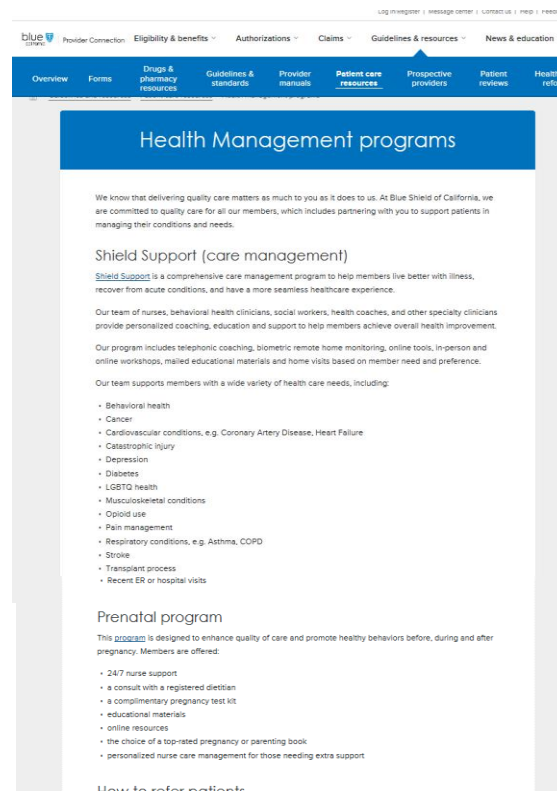 Log in/Register | Message center | Contact us | Help | Feed
blue
Provider Connection Eligibility & benefits Authorizations Claims Guidelines & resources News & education
Overview Forms Drugs & pharmacy resources Guidelines & standards Provider manuals Patient care resources Prospective providers Patient reviews Health refo
Health Management programs
We know that delivering quality care matters as much to you as it does to us. At Blue Shield of California, we
are committed to quality care for all our members, which includes partnering with you to support patients in
managing their conditions and needs.
Shield Support (care management)
Shield Support is a comprehensive care management program to help members live better with illness,
recover from acute conditions, and have a more seamless healthcare experience.
Our team of nurses, behavioral health clinicians, social workers, health coaches, and other specialty clinicians
provide personalized coaching, education and support to help members achieve overall health improvement.
Our program includes telephonic coaching, biometric remote home monitoring, online tools, in-person and
online workshops, mailed educational materials and home visits based on member need and preference.
Our team supports members with a wide variety of health care needs, including:
• Behavioral health
• Cancer
• Cardiovascular conditions, e.g. Coronary Artery Disease, Heart Failure
• Catastrophic injury
• Depression
• Diabetes
• LGBTQ health
• Musculoskeletal conditions
• Opioid use
• Pain management
• Respiratory conditions, e.g. Asthma, COPD
• Stroke
• Transplant process
• Recent ER or hospital visits
Prenatal program
This program is designed to enhance quality of care and promote healthy behaviors before, during and after
pregnancy. Members are offered:
• 24/7 nurse support
• a consult with a registered dietitian
• a complimentary pregnancy test kit
• educational materials
• online resources
• the choice of a top-rated pregnancy or parenting book
• personalized nurse care management for those needing extra support
How to refer patients